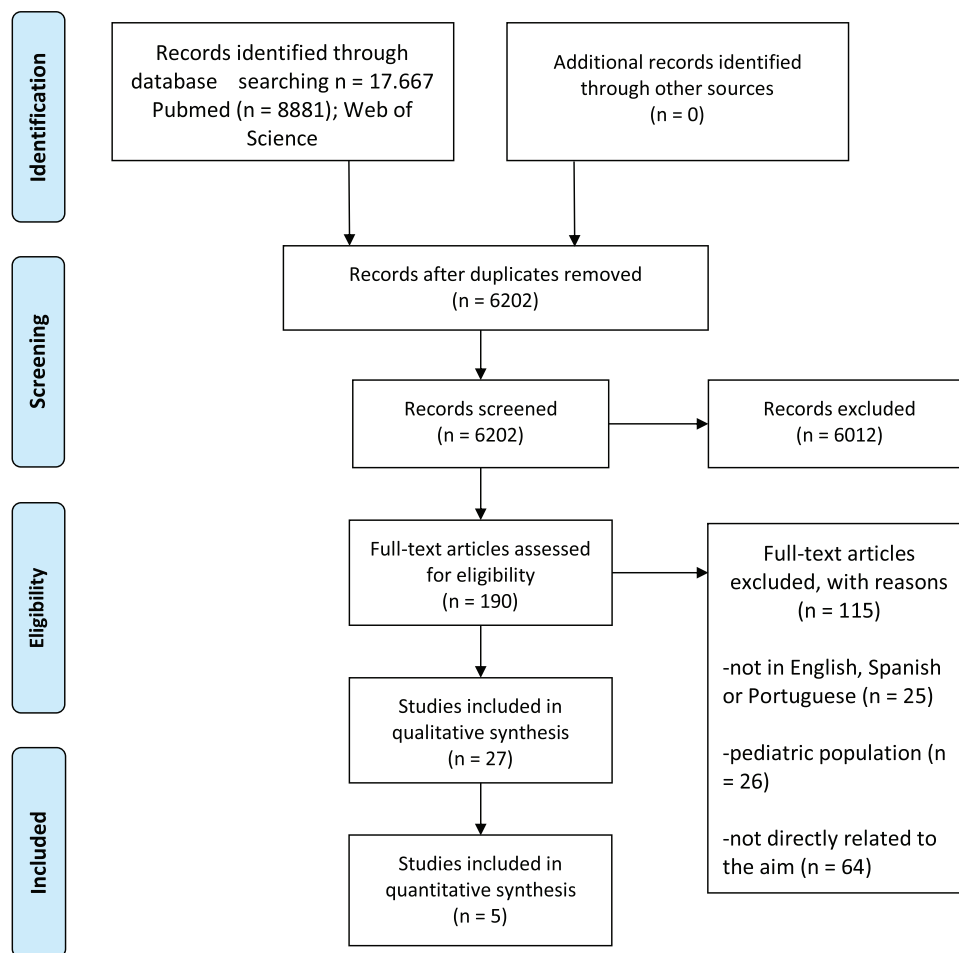 Identification
Records identified through
database searching n = 17.667
Pubmed (n = 8881); Web of
Science
Additional records identified
through other sources
(n = 0)
Screening
Records after duplicates removed
(n = 6202)
Records screened
(n = 6202)
Records excluded
(n = 6012)
Eligibility
Full-text articles assessed
for eligibility
(n = 190)
Full-text articles
excluded, with reasons
(n = 115)
-not in English, Spanish
or Portuguese (n = 25)
-pediatric population (n
= 26)
-not directly related to
the aim (n = 64)
Studies included in
qualitative synthesis
(n = 27)
Included
Studies included in
quantitative synthesis
(n = 5)